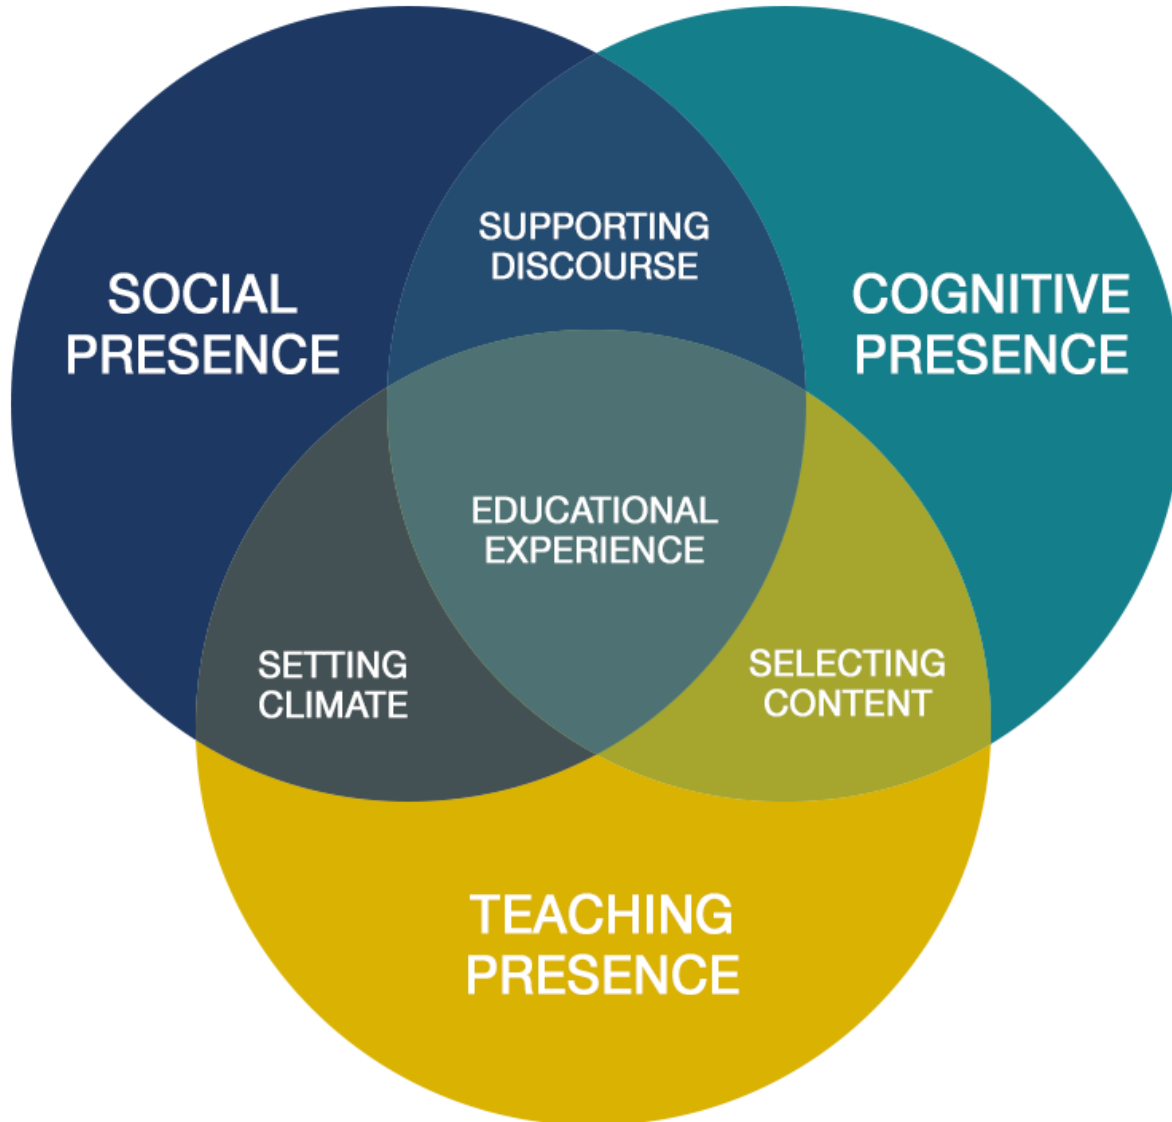 SUPPORTING
DISCOURSE
SOCIAL
PRESENCE
COGNITIVE
PRESENCE
EDUCATIONAL
EXPERIENCE
SETTING
CLIMATE
SELECTING
CONTENT
TEACHING
PRESENCE